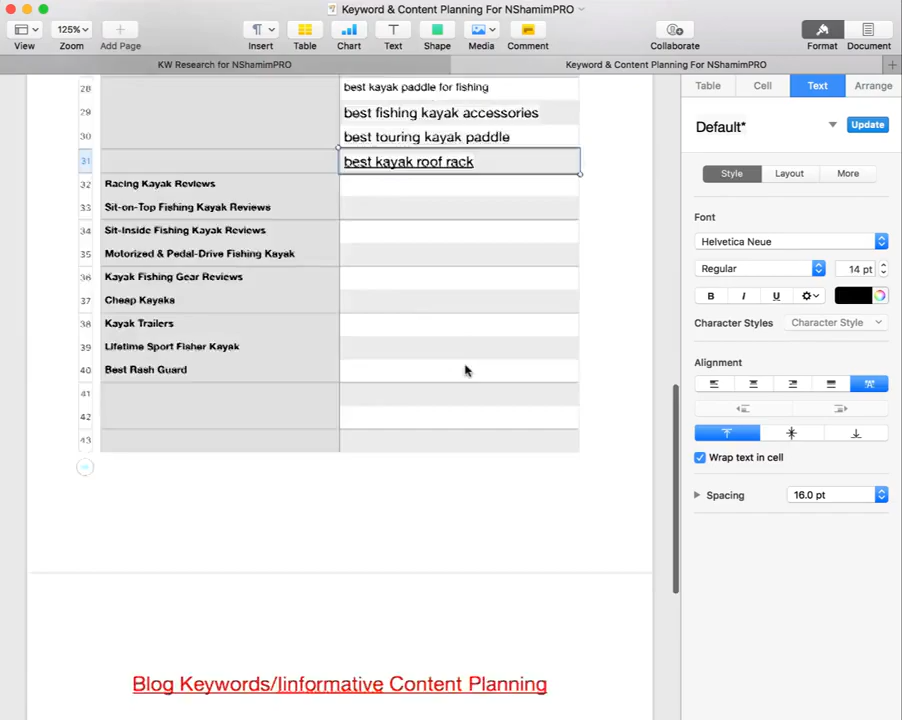 Keyword & Content Planning For NShamimPRO
125%
View Zoom Add Page Insert Table Chart Text Shape Media Comment Collaborate Format Document
KW Research for NShamimPRO Keyword & Content Planning For NShamimPRO
Table Cell Text Arrange
28 best kayak paddle for fishing
29 best fishing kayak accessories
30 best touring kayak paddle
31 best kayak roof rack
32 Racing Kayak Reviews
33 Sit-on-Top Fishing Kayak Reviews
34 Sit-Inside Fishing Kayak Reviews
35 Motorized & Pedal-Drive Fishing Kayak
36 Kayak Fishing Gear Reviews
37 Cheap Kayaks
38 Kayak Trailers
39 Lifetime Sport Fisher Kayak
40 Best Rash Guard
41
42
43
Blog Keywords/Iinformative Content Planning
Default*
Update
Style Layout More
Font
Helvetica Neue
Regular 14 pt
B I U
Character Styles Character Style
Alignment
Wrap text in cell
Spacing 16.0 pt